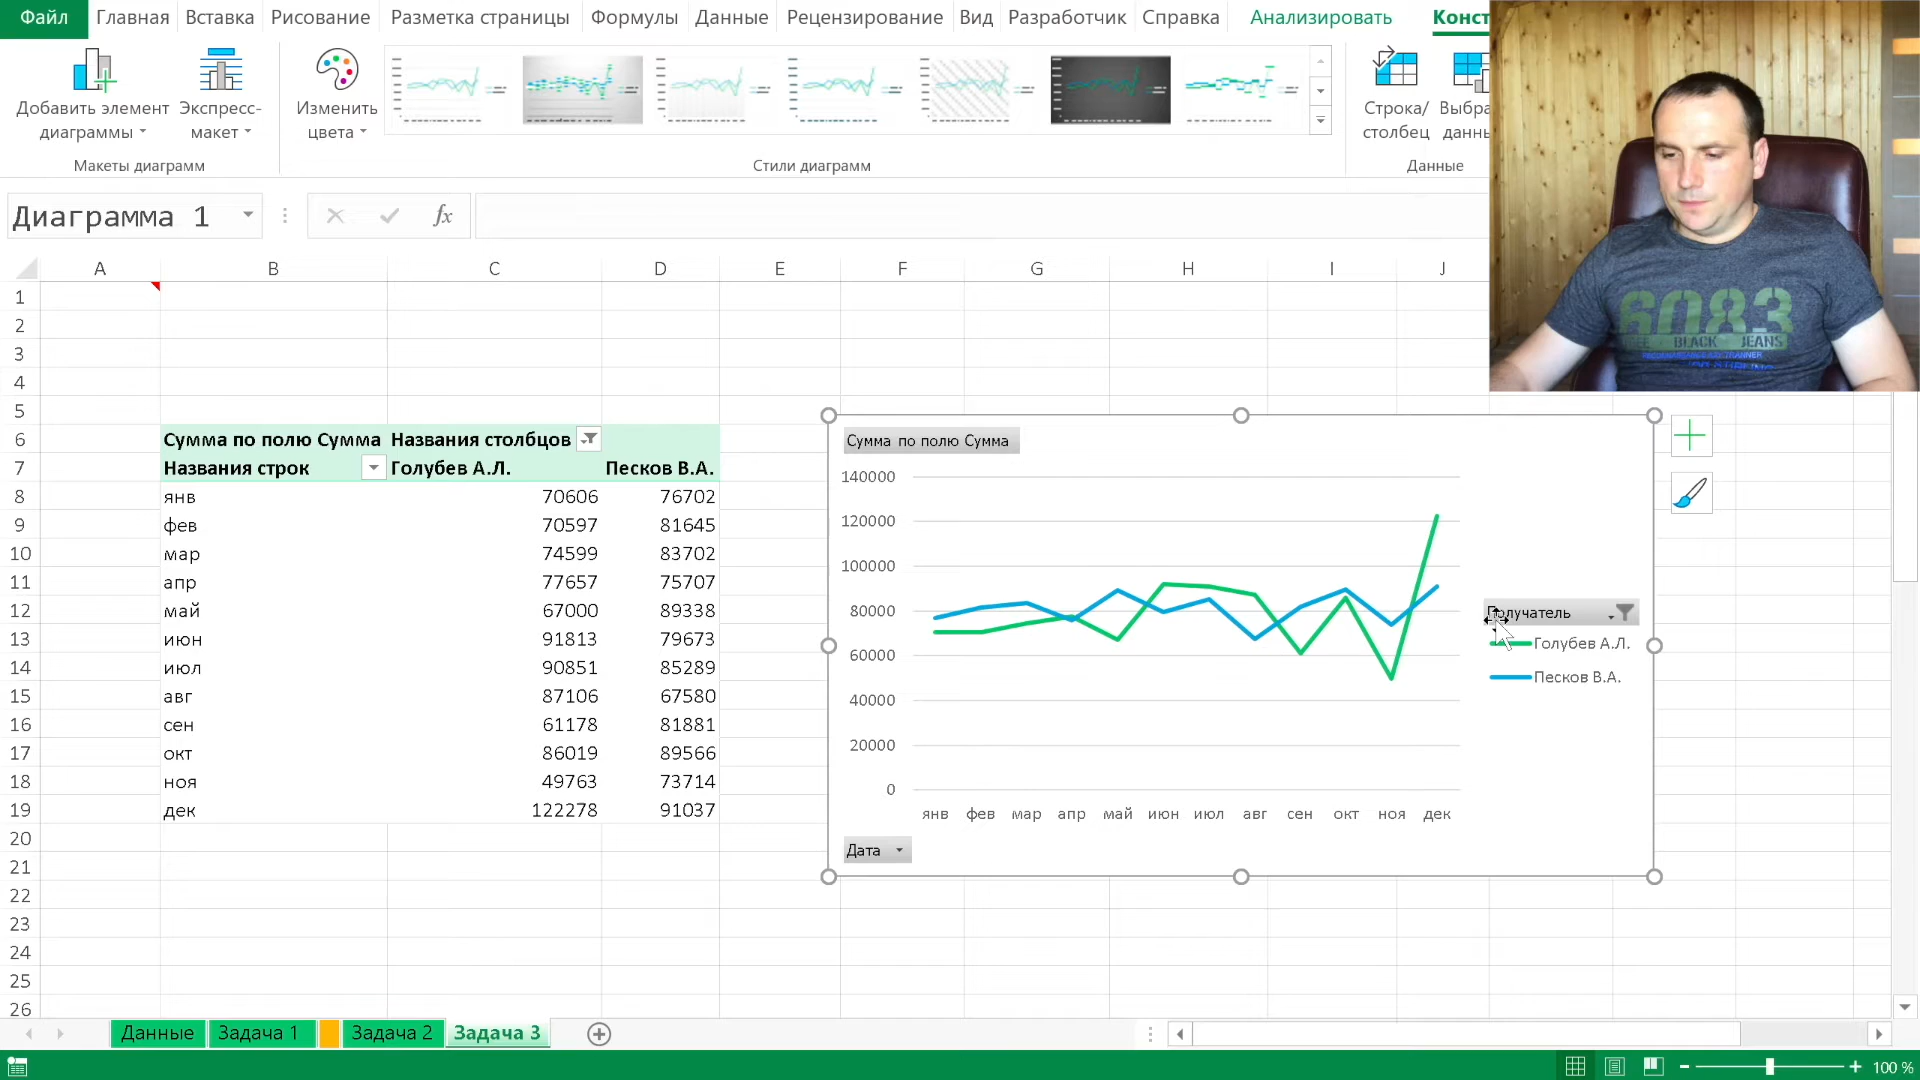 Файл Главная Вставка Рисование Разметка страницы Формулы Данные Рецензирование Вид Разработчик Справка Анализировать Конст
Добавить элемент диаграммы
Экспресс-макет
Изменить цвета
Строка/столбец
Выбра данн
Макеты диаграмм
Стили диаграмм
Данные
Диаграмма 1
fx
A B C D E F G H I J
1
2
3
4
5
6 Сумма по полю Сумма Названия столбцов
7 Названия строк Голубев А.Л. Песков В.А.
8 янв 70606 76702
9 фев 70597 81645
10 мар 74599 83702
11 апр 77657 75707
12 май 67000 89338
13 июн 91813 79673
14 июл 90851 85289
15 авг 87106 67580
16 сен 61178 81881
17 окт 86019 89566
18 ноя 49763 73714
19 дек 122278 91037
20
21
22
23
24
25
26
Сумма по полю Сумма
140000
120000
100000
80000
60000
40000
20000
0
янв фев мар апр май июн июл авг сен окт ноя дек
Дата
Получатель
Голубев А.Л.
Песков В.А.
6083
BLACK JEANS
Данные Задача 1 Задача 2 Задача 3
100 %